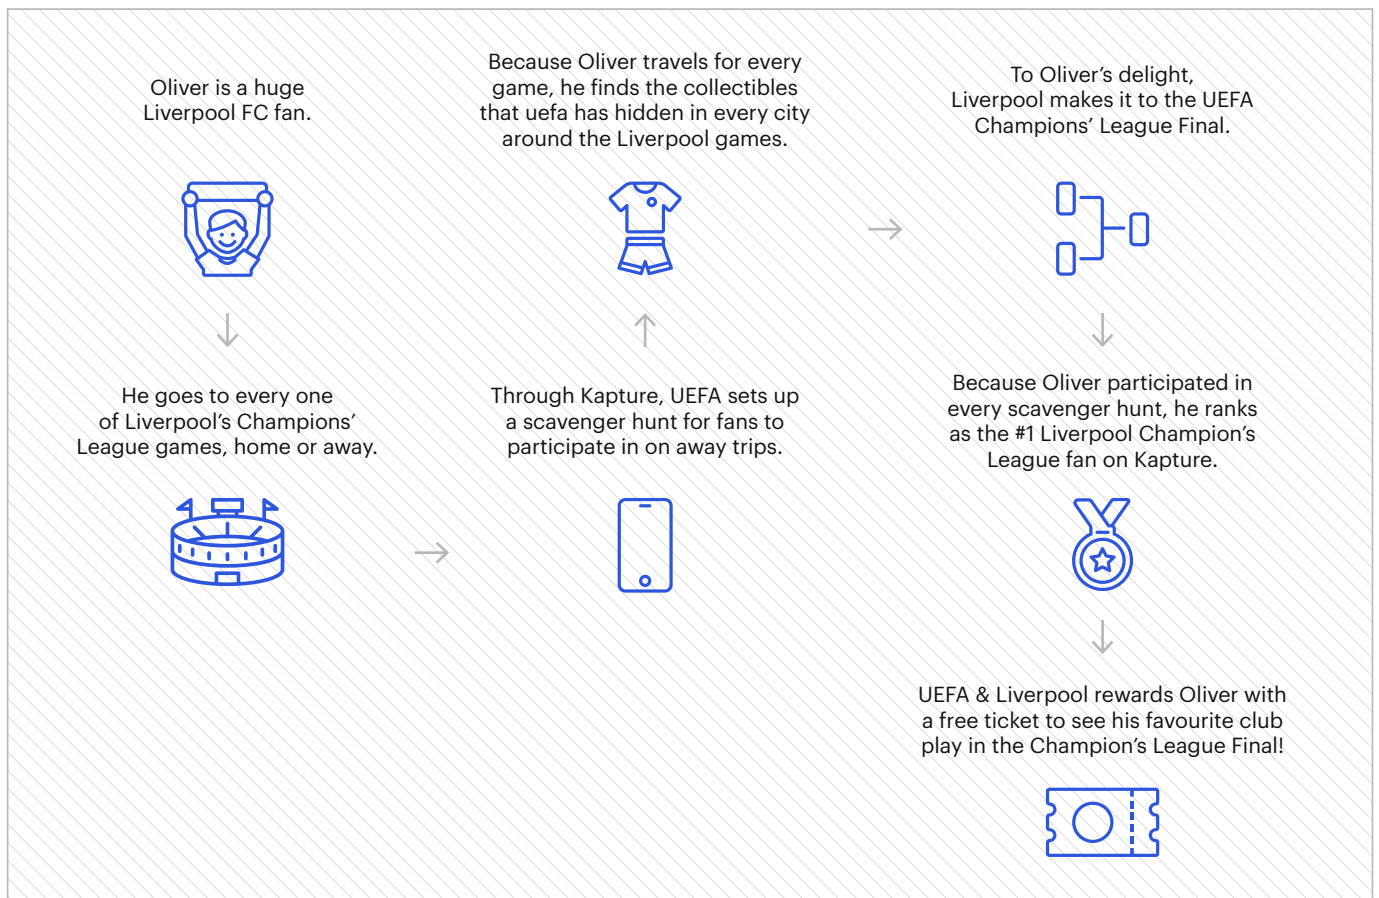 Oliver is a huge
Liverpool FC fan.
He goes to every one
of Liverpool’s Champions’
League games, home or away.
Through Kapture, UEFA sets up
a scavenger hunt for fans to
participate in on away trips.
Because Oliver travels for every
game, he finds the collectibles
that uefa has hidden in every city
around the Liverpool games.
To Oliver’s delight,
Liverpool makes it to the UEFA
Champions’ League Final.
Because Oliver participated in
every scavenger hunt, he ranks
as the #1 Liverpool Champion’s
League fan on Kapture.
UEFA & Liverpool rewards Oliver with
a free ticket to see his favourite club
play in the Champion’s League Final!